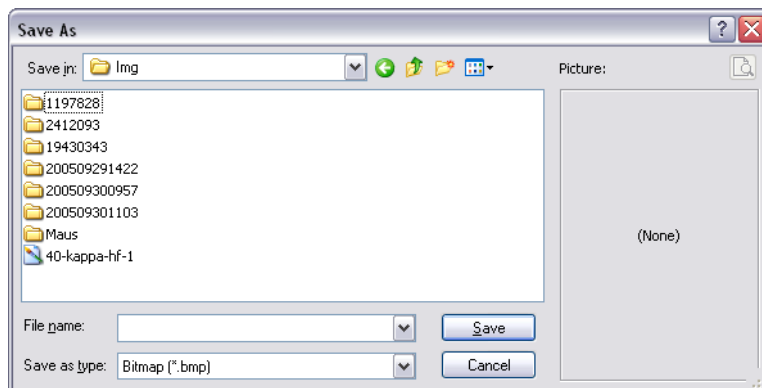 Save As
Save in: Img
Picture:
1197828
2412093
19430343
200509291422
200509300957
200509301103
Maus
40-kappa-hf-1
(None)
File name:
Save
Save as type: Bitmap (*.bmp)
Cancel